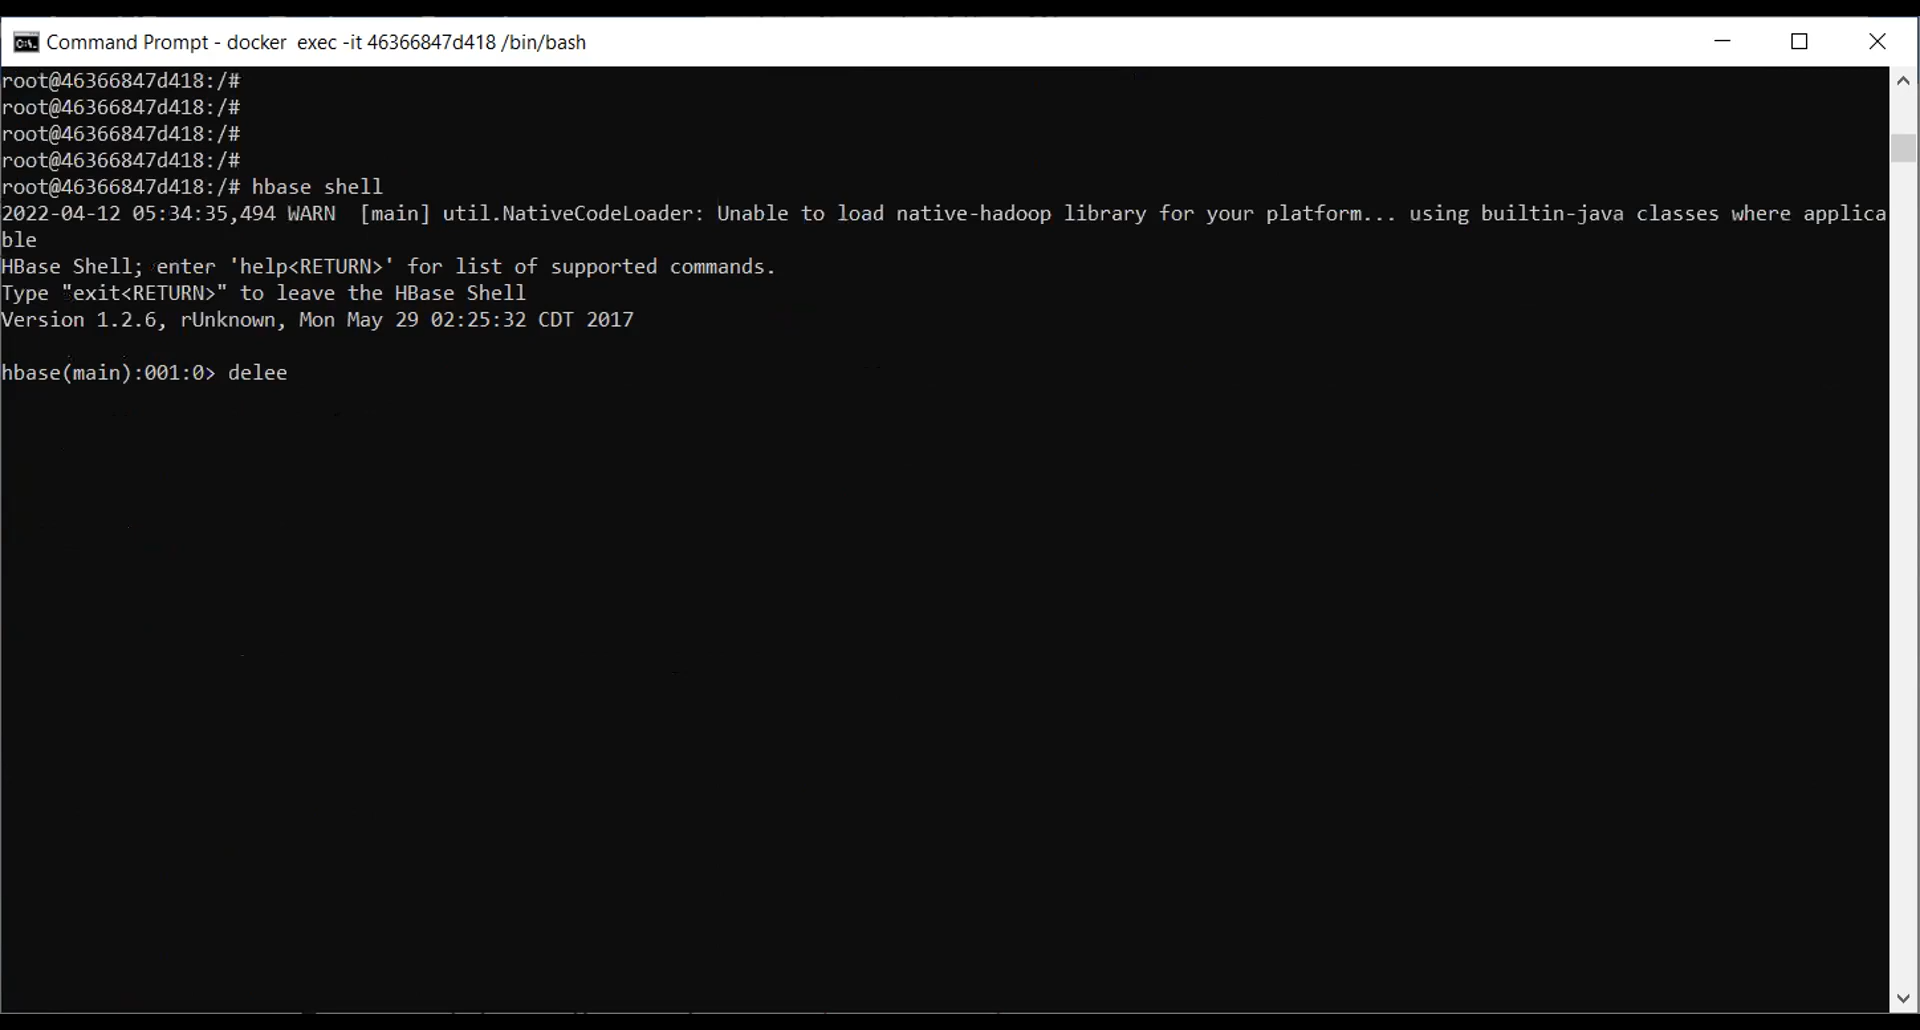 Command Prompt - docker  exec -it 46366847d418 /bin/bash
root@46366847d418:/#
root@46366847d418:/#
root@46366847d418:/#
root@46366847d418:/#
root@46366847d418:/# hbase shell
2022-04-12 05:34:35,494 WARN  [main] util.NativeCodeLoader: Unable to load native-hadoop library for your platform... using builtin-java classes where applica
ble
HBase Shell; enter 'help<RETURN>' for list of supported commands.
Type "exit<RETURN>" to leave the HBase Shell
Version 1.2.6, rUnknown, Mon May 29 02:25:32 CDT 2017
hbase(main):001:0> delee